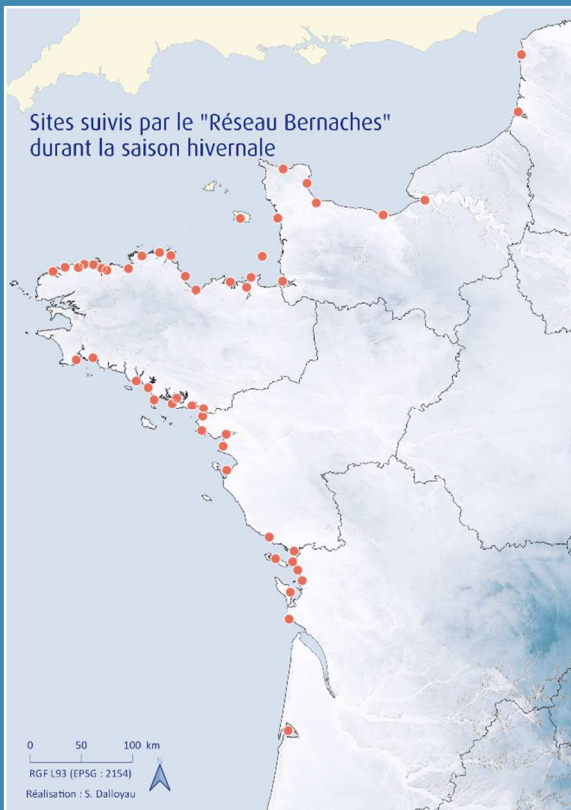 Sites suivis par le "Réseau Bernaches"
durant la saison hivernale
0 50 100 km
RGF L93 (EPSG : 2154)
N
Réalisation : S. Dalloyau